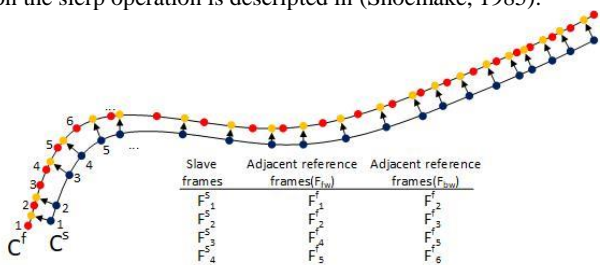 on the slerp operation is descripted in (Shoemake, 1985).
...
6
5
4
3
2
1
C^f
...
5
4
3
2
1
C^s
Slave frames Adjacent reference frames(F_fw) Adjacent reference frames(F_bw)
F^s_1 F^f_1 F^f_2
F^s_2 F^f_2 F^f_3
F^s_3 F^f_4 F^f_5
F^s_4 F^f_5 F^f_6